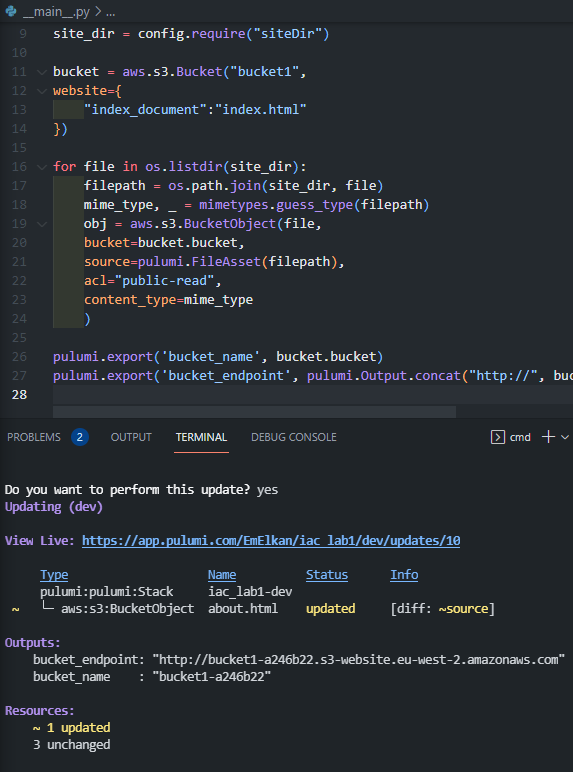 __main__.py > ...
9 site_dir = config.require("siteDir")
10
11 bucket = aws.s3.Bucket("bucket1",
12 website={
13     "index_document":"index.html"
14 })
15
16 for file in os.listdir(site_dir):
17     filepath = os.path.join(site_dir, file)
18     mime_type, _ = mimetypes.guess_type(filepath)
19     obj = aws.s3.BucketObject(file,
20     bucket=bucket.bucket,
21     source=pulumi.FileAsset(filepath),
22     acl="public-read",
23     content_type=mime_type
24     )
25
26 pulumi.export('bucket_name', bucket.bucket)
27 pulumi.export('bucket_endpoint', pulumi.Output.concat("http://", buc
28
PROBLEMS 2 OUTPUT TERMINAL DEBUG CONSOLE cmd
Do you want to perform this update? yes
Updating (dev)
View Live: https://app.pulumi.com/EmElkan/iac_lab1/dev/updates/10
Type Name Status Info
pulumi:pulumi:Stack iac_lab1-dev
~ └─ aws:s3:BucketObject about.html updated [diff: ~source]
Outputs:
bucket_endpoint: "http://bucket1-a246b22.s3-website.eu-west-2.amazonaws.com"
bucket_name : "bucket1-a246b22"
Resources:
~ 1 updated
3 unchanged